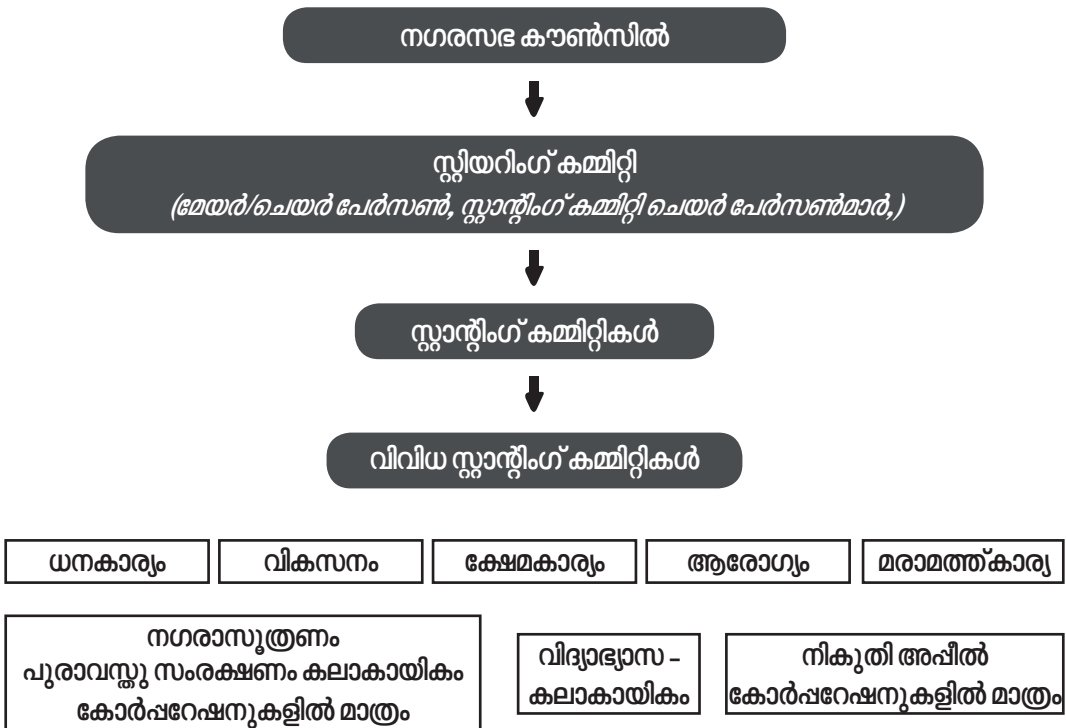 നഗരസഭ കൗൺസിൽ
സ്റ്റിയറിംഗ് കമ്മിറ്റി
(മേയർ/ചെയർ പേർസൺ, സ്റ്റാന്റിംഗ് കമ്മിറ്റി ചെയർ പേർസൺമാർ,)
സ്റ്റാന്റിംഗ് കമ്മിറ്റികൾ
വിവിധ സ്റ്റാന്റിംഗ് കമ്മിറ്റികൾ
ധനകാര്യം
വികസനം
ക്ഷേമകാര്യം
ആരോഗ്യം
മരാമത്ത്കാര്യ
നഗരാസൂത്രണം
പുരാവസ്തു സംരക്ഷണം കലാകായികം
കോർപ്പറേഷനുകളിൽ മാത്രം
വിദ്യാഭ്യാസ –
കലാകായികം
നികുതി അപ്പീൽ
കോർപ്പറേഷനുകളിൽ മാത്രം